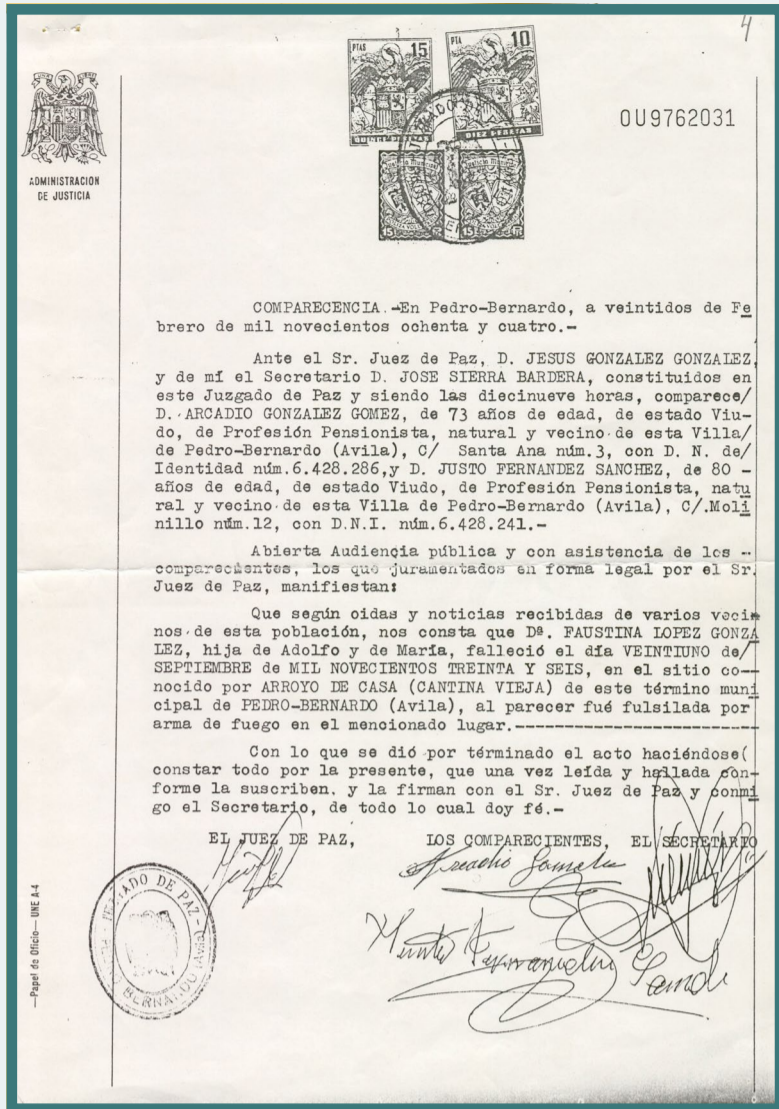 4
PTAS 15
PTA 10
QUINCE PESETAS
DIEZ PESETAS
0U9762031
ADMINISTRACION
DE JUSTICIA
Justicia Municipal
15 15
COMPARECENCIA.-En Pedro-Bernardo, a veintidos de Fe
brero de mil novecientos ochenta y cuatro.-
Ante el Sr. Juez de Paz, D. JESUS GONZALEZ GONZALEZ,
y de mí el Secretario D. JOSE SIERRA BARDERA, constituidos en
este Juzgado de Paz y siendo las diecinueve horas, comparece/
D. ARCADIO GONZALEZ GOMEZ, de 73 años de edad, de estado Viu-
do, de Profesión Pensionista, natural y vecino de esta Villa/
de Pedro-Bernardo (Avila), C/ Santa Ana núm.3, con D. N. de/
Identidad núm.6.428.286,y D. JUSTO FERNANDEZ SANCHEZ, de 80 -
años de edad, de estado Viudo, de Profesión Pensionista, natu
ral y vecino de esta Villa de Pedro-Bernardo (Avila), C/.Moli
nillo núm.12, con D.N.I. núm.6.428.241.-
Abierta Audiencia pública y con asistencia de los -
comparecientes, los que juramentados en forma legal por el Sr.
Juez de Paz, manifiestan:
Que según oidas y noticias recibidas de varios veci
nos de esta población, nos consta que Dª. FAUSTINA LOPEZ GONZA
LEZ, hija de Adolfo y de María, falleció el día VEINTIUNO de/
SEPTIEMBRE de MIL NOVECIENTOS TREINTA Y SEIS, en el sitio co-
nocido por ARROYO DE CASA (CANTINA VIEJA) de este término muni
cipal de PEDRO-BERNARDO (Avila), al parecer fué fulsilada por
arma de fuego en el mencionado lugar.------------------------
Con lo que se dió por términado el acto haciéndose(
constar todo por la presente, que una vez leída y hallada con-
forme la suscriben, y la firman con el Sr. Juez de Paz y conmi
go el Secretario, de todo lo cual doy fé.-
EL JUEZ DE PAZ, LOS COMPARECIENTES, EL SECRETARIO
JUZGADO DE PAZ
BERNARDO (Avila)
—Papel de Oficio— UNE A-4